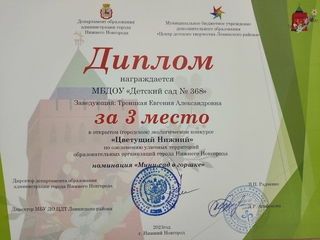 Департамент образования
администрации города
Нижнего Новгорода
Муниципальное бюджетное учреждение
дополнительного образования
«Центр детского творчества Ленинского района»
Диплом
награждается
МБДОУ «Детский сад № 368»
Заведующий: Троицкая Евгения Александровна
за 3 место
в открытом городском экологическом конкурсе
«Цветущий Нижний»
по озеленению уличных территорий
образовательных организаций города Нижнего Новгорода
номинация «Мини-сад в горшке»
Директор департамента образования
администрации города Нижнего Новгорода
Директор МБУ ДО ЦДТ Ленинского района
2023год
г. Нижний Новгород